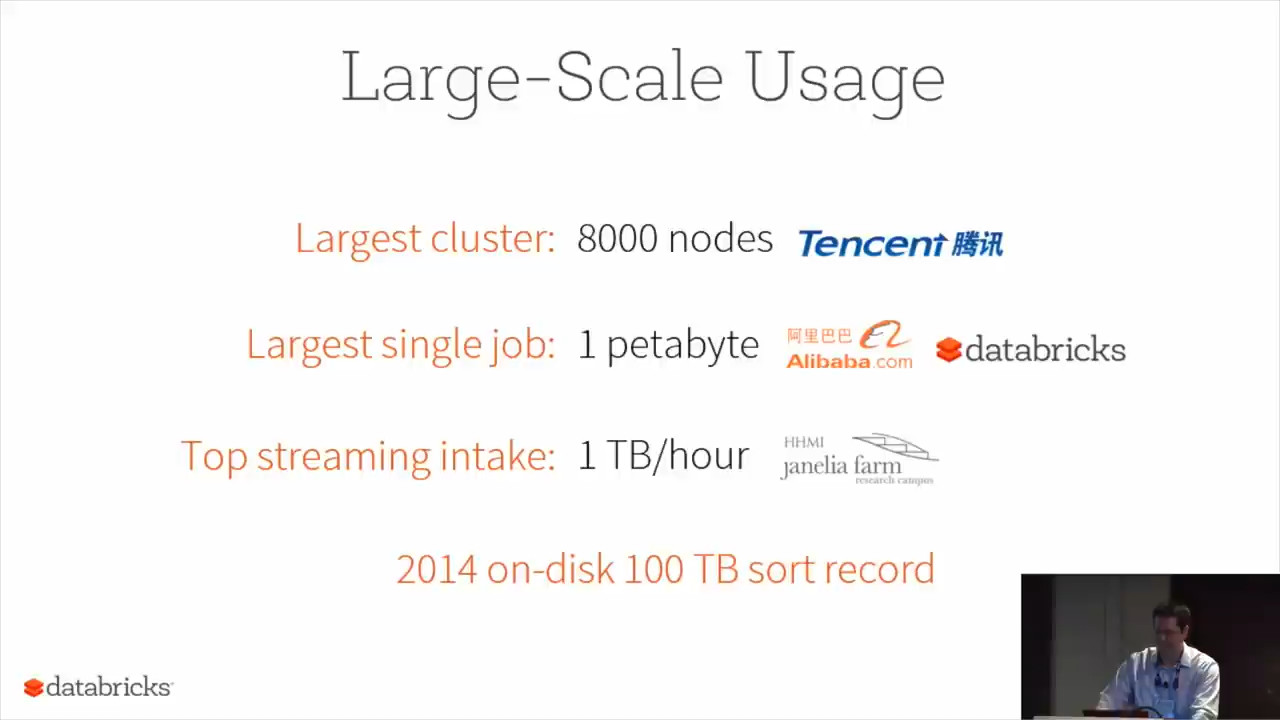 Large-Scale Usage
Largest cluster: 8000 nodes Tencent 腾讯
Largest single job: 1 petabyte 阿里巴巴 Alibaba.com databricks
Top streaming intake: 1 TB/hour HHMI janelia farm research campus
2014 on-disk 100 TB sort record
databricks